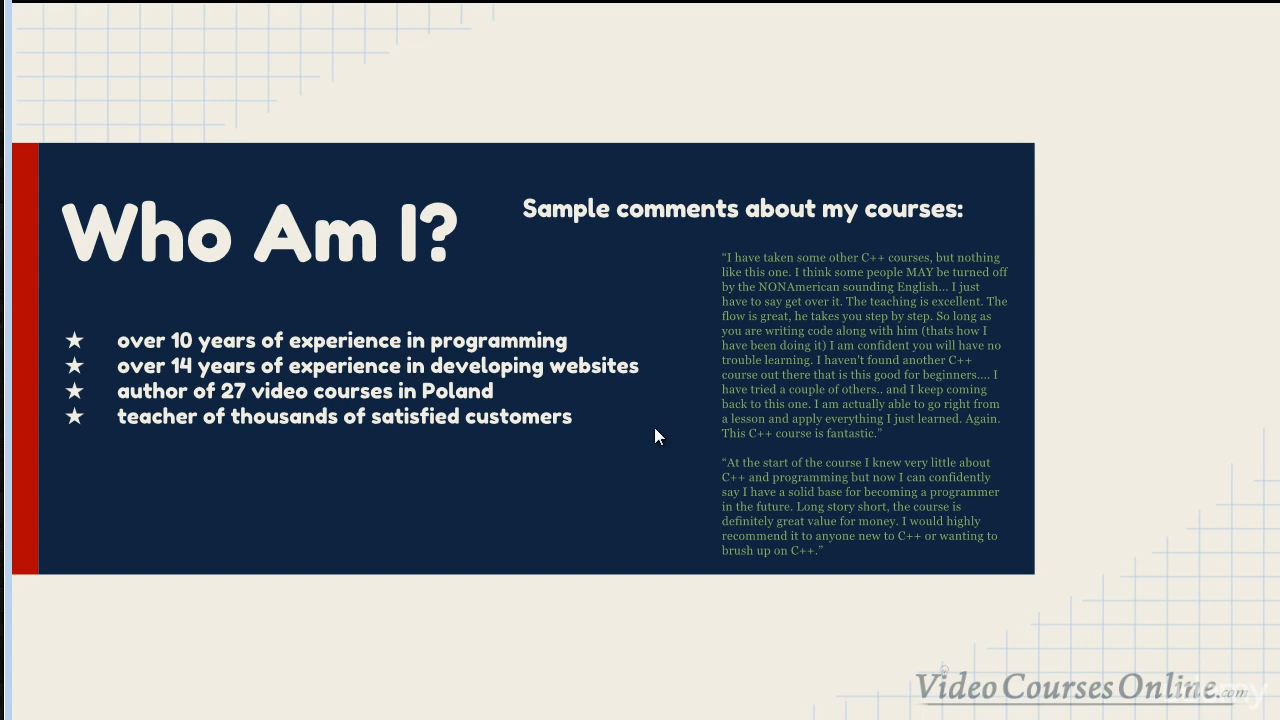 Who Am I?
★ over 10 years of experience in programming
★ over 14 years of experience in developing websites
★ author of 27 video courses in Poland
★ teacher of thousands of satisfied customers
Sample comments about my courses:
“I have taken some other C++ courses, but nothing
like this one. I think some people MAY be turned off
by the NONAmerican sounding English... I just
have to say get over it. The teaching is excellent. The
flow is great, he takes you step by step. So long as
you are writing code along with him (thats how I
have been doing it) I am confident you will have no
trouble learning. I haven't found another C++
course out there that is this good for beginners.... I
have tried a couple of others.. and I keep coming
back to this one. I am actually able to go right from
a lesson and apply everything I just learned. Again.
This C++ course is fantastic.”
“At the start of the course I knew very little about
C++ and programming but now I can confidently
say I have a solid base for becoming a programmer
in the future. Long story short, the course is
definitely great value for money. I would highly
recommend it to anyone new to C++ or wanting to
brush up on C++.”
Video Courses Online.com